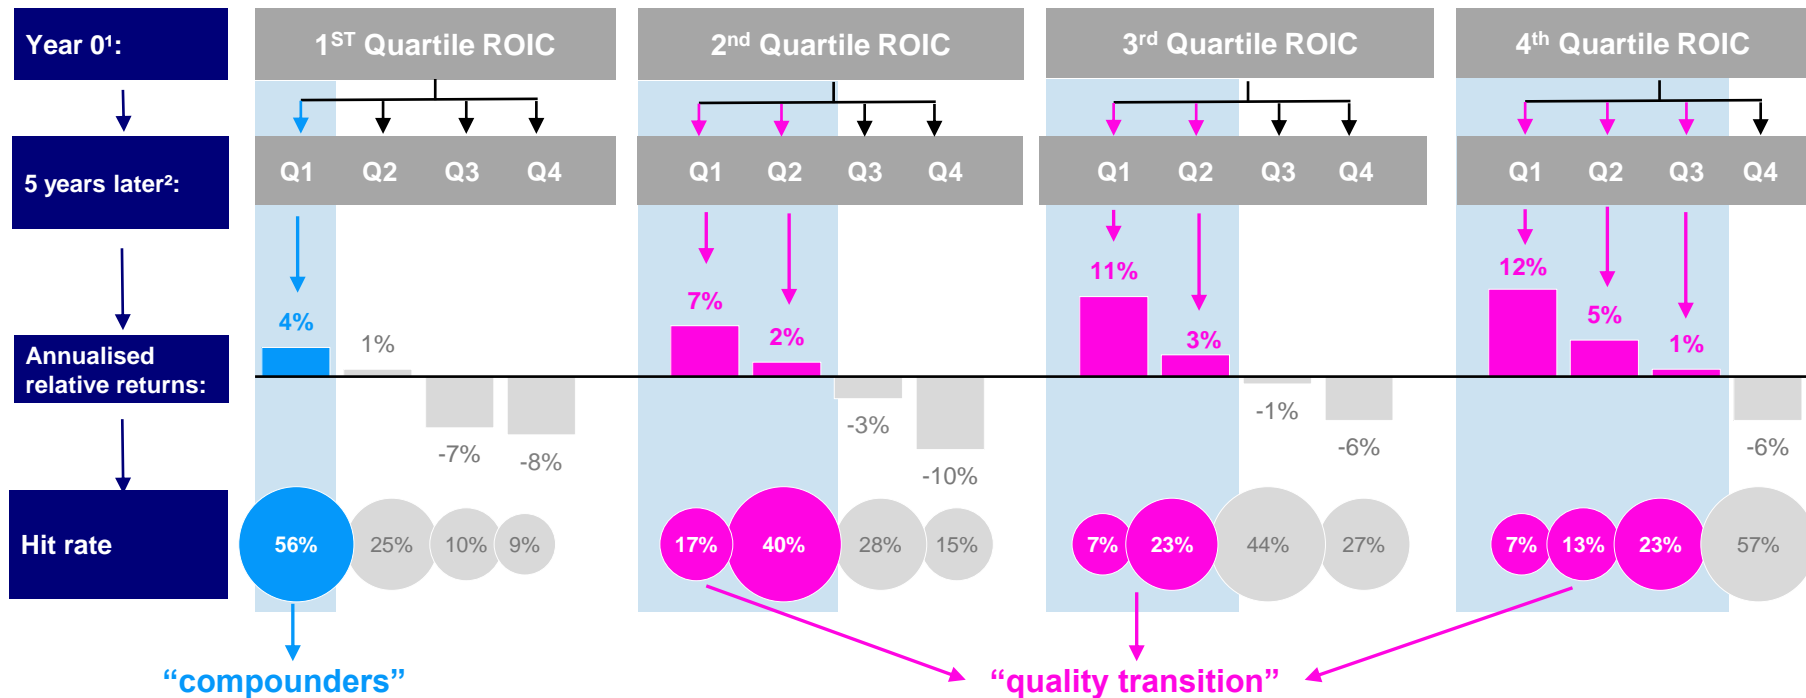 Year 0¹:
1ST Quartile ROIC
2nd Quartile ROIC
3rd Quartile ROIC
4th Quartile ROIC
5 years later²:
Q1 Q2 Q3 Q4
Q1 Q2 Q3 Q4
Q1 Q2 Q3 Q4
Q1 Q2 Q3 Q4
Annualised
relative returns:
4% 1% -7% -8%
7% 2% -3% -10%
11% 3% -1% -6%
12% 5% 1% -6%
Hit rate
56% 25% 10% 9%
17% 40% 28% 15%
7% 23% 44% 27%
7% 13% 23% 57%
“compounders”
“quality transition”